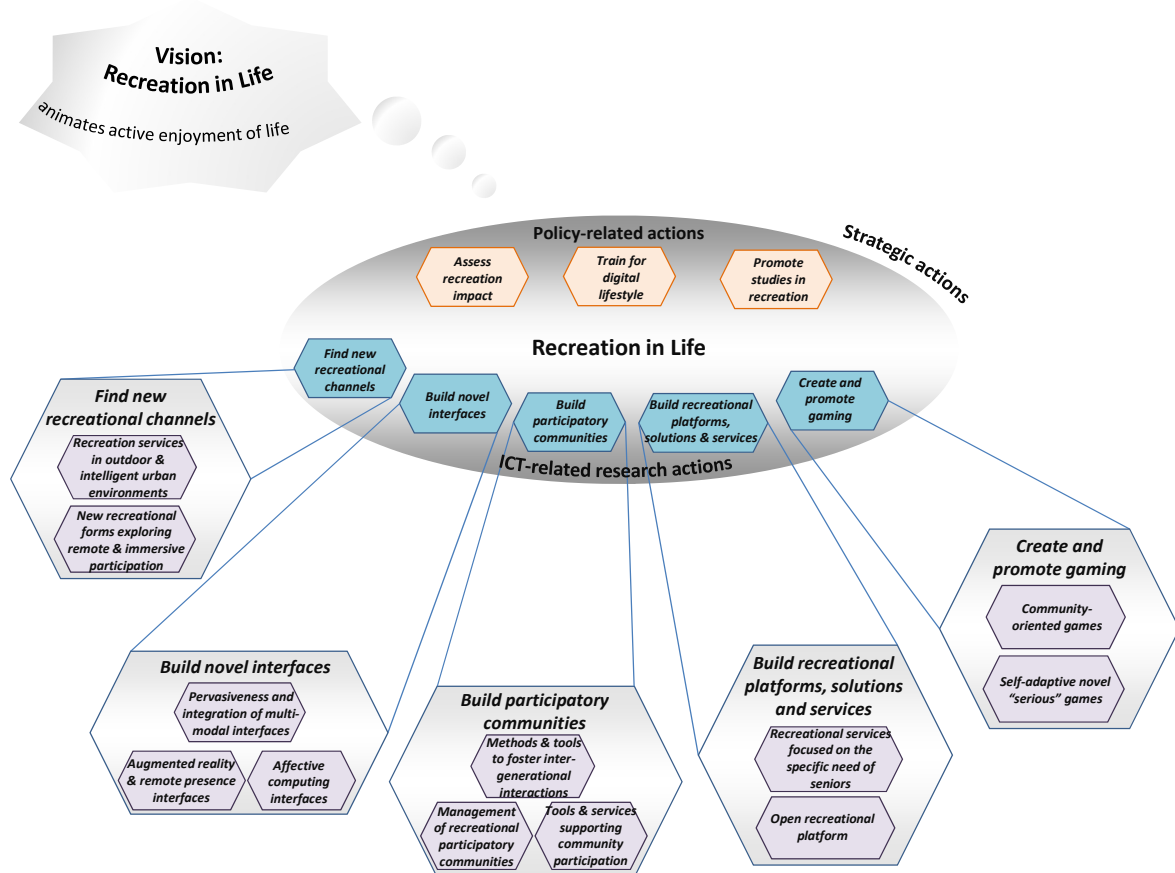 Vision:
Recreation in Life
animates active enjoyment of life
Strategic actions
Policy-related actions
Assess
recreation
impact
Train for
digital
lifestyle
Promote
studies in
recreation
Recreation in Life
Find new
recreational
channels
Build novel
interfaces
Build
participatory
communities
Build recreational
platforms,
solutions & services
Create and
promote
gaming
ICT-related research actions
Find new
recreational channels
Recreation services
in outdoor &
intelligent urban
environments
New recreational
forms exploring
remote & immersive
participation
Build novel interfaces
Pervasiveness and
integration of multi-
modal interfaces
Augmented reality
& remote presence
interfaces
Affective
computing
interfaces
Build participatory
communities
Methods & tools
to foster inter-
generational
interactions
Management
of recreational
participatory
communities
Tools & services
supporting
community
participation
Build recreational
platforms, solutions
and services
Recreational services
focused on the
specific need of
seniors
Open recreational
platform
Create and
promote gaming
Community-
oriented games
Self-adaptive novel
“serious” games